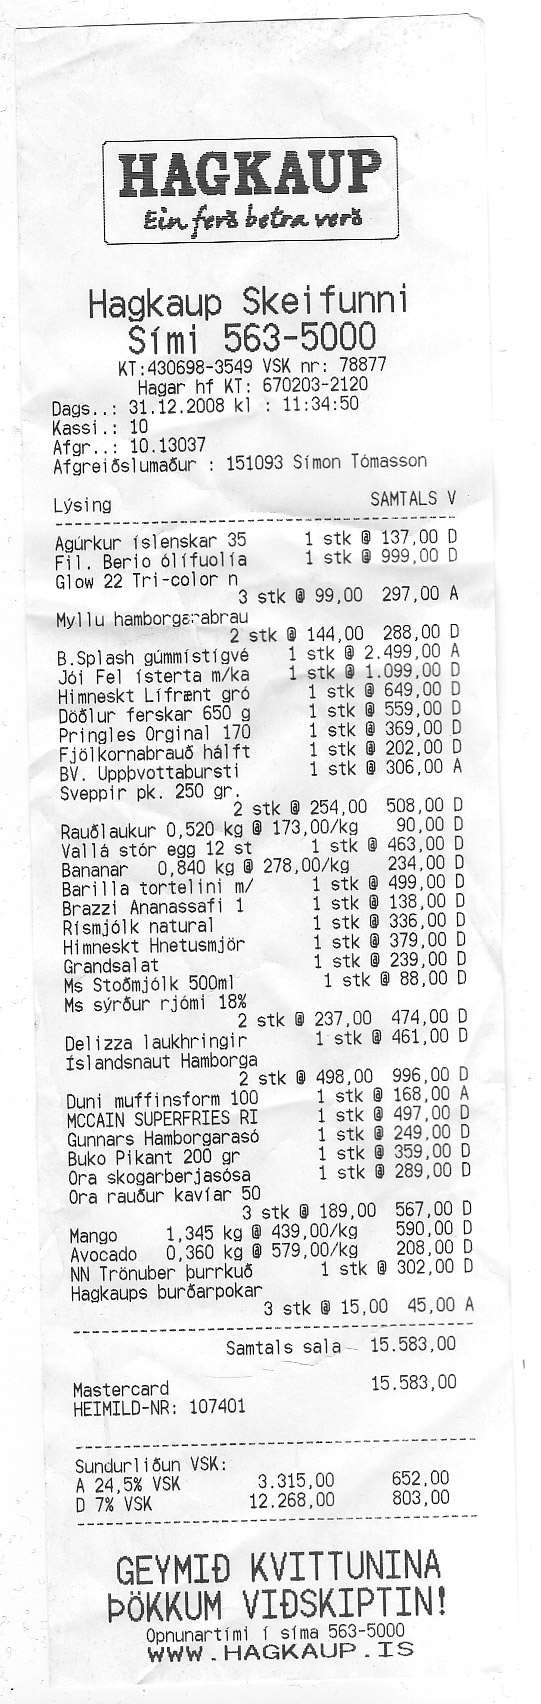 HAGKAUP
Ein ferð betra verð
Hagkaup Skeifunni
Sími 563-5000
KT:430698-3549 VSK nr: 78877
Hagar hf KT: 670203-2120
Dags..: 31.12.2008 kl : 11:34:50
Kassi.: 10
Afgr..: 10.13037
Afgreiðslumaður : 151093 Símon Tómasson
Lýsing SAMTALS V
Agúrkur íslenskar 35 1 stk @ 137,00 D
Fil. Berio ólífuolía 1 stk @ 999,00 D
Glow 22 Tri-color n
3 stk @ 99,00 297,00 A
Myllu hamborgarabrau
2 stk @ 144,00 288,00 D
B.Splash gúmmístígvé 1 stk @ 2.499,00 A
Jói Fel ísterta m/ka 1 stk @ 1.099,00 D
Himneskt Lífrænt gró 1 stk @ 649,00 D
Döðlur ferskar 650 g 1 stk @ 559,00 D
Pringles Orginal 170 1 stk @ 369,00 D
Fjölkornabrauð hálft 1 stk @ 202,00 D
BV. Uppþvottabursti 1 stk @ 306,00 A
Sveppir pk. 250 gr.
2 stk @ 254,00 508,00 D
Rauðlaukur 0,520 kg @ 173,00/kg 90,00 D
Vallá stór egg 12 st 1 stk @ 463,00 D
Bananar 0,840 kg @ 278,00/kg 234,00 D
Barilla tortelini m/ 1 stk @ 499,00 D
Brazzi Ananassafi 1 1 stk @ 138,00 D
Rísmjólk natural 1 stk @ 336,00 D
Himneskt Hnetusmjör 1 stk @ 379,00 D
Grandsalat 1 stk @ 239,00 D
Ms Stoðmjólk 500ml 1 stk @ 88,00 D
Ms sýrður rjómi 18%
2 stk @ 237,00 474,00 D
Delizza laukhringir 1 stk @ 461,00 D
Íslandsnaut Hamborga
2 stk @ 498,00 996,00 D
Duni muffinsform 100 1 stk @ 168,00 A
MCCAIN SUPERFRIES RI 1 stk @ 497,00 D
Gunnars Hamborgarasó 1 stk @ 249,00 D
Buko Pikant 200 gr 1 stk @ 359,00 D
Ora skogarberjasósa 1 stk @ 289,00 D
Ora rauður kavíar 50
3 stk @ 189,00 567,00 D
Mango 1,345 kg @ 439,00/kg 590,00 D
Avocado 0,360 kg @ 579,00/kg 208,00 D
NN Trönuber þurrkuð 1 stk @ 302,00 D
Hagkaups burðarpokar
3 stk @ 15,00 45,00 A
Samtals sala 15.583,00
Mastercard 15.583,00
HEIMILD-NR: 107401
Sundurliðun VSK:
A 24,5% VSK 3.315,00 652,00
D 7% VSK 12.268,00 803,00
GEYMIÐ KVITTUNINA
ÞÖKKUM VIÐSKIPTIN!
Opnunartími í síma 563-5000
WWW.HAGKAUP.IS